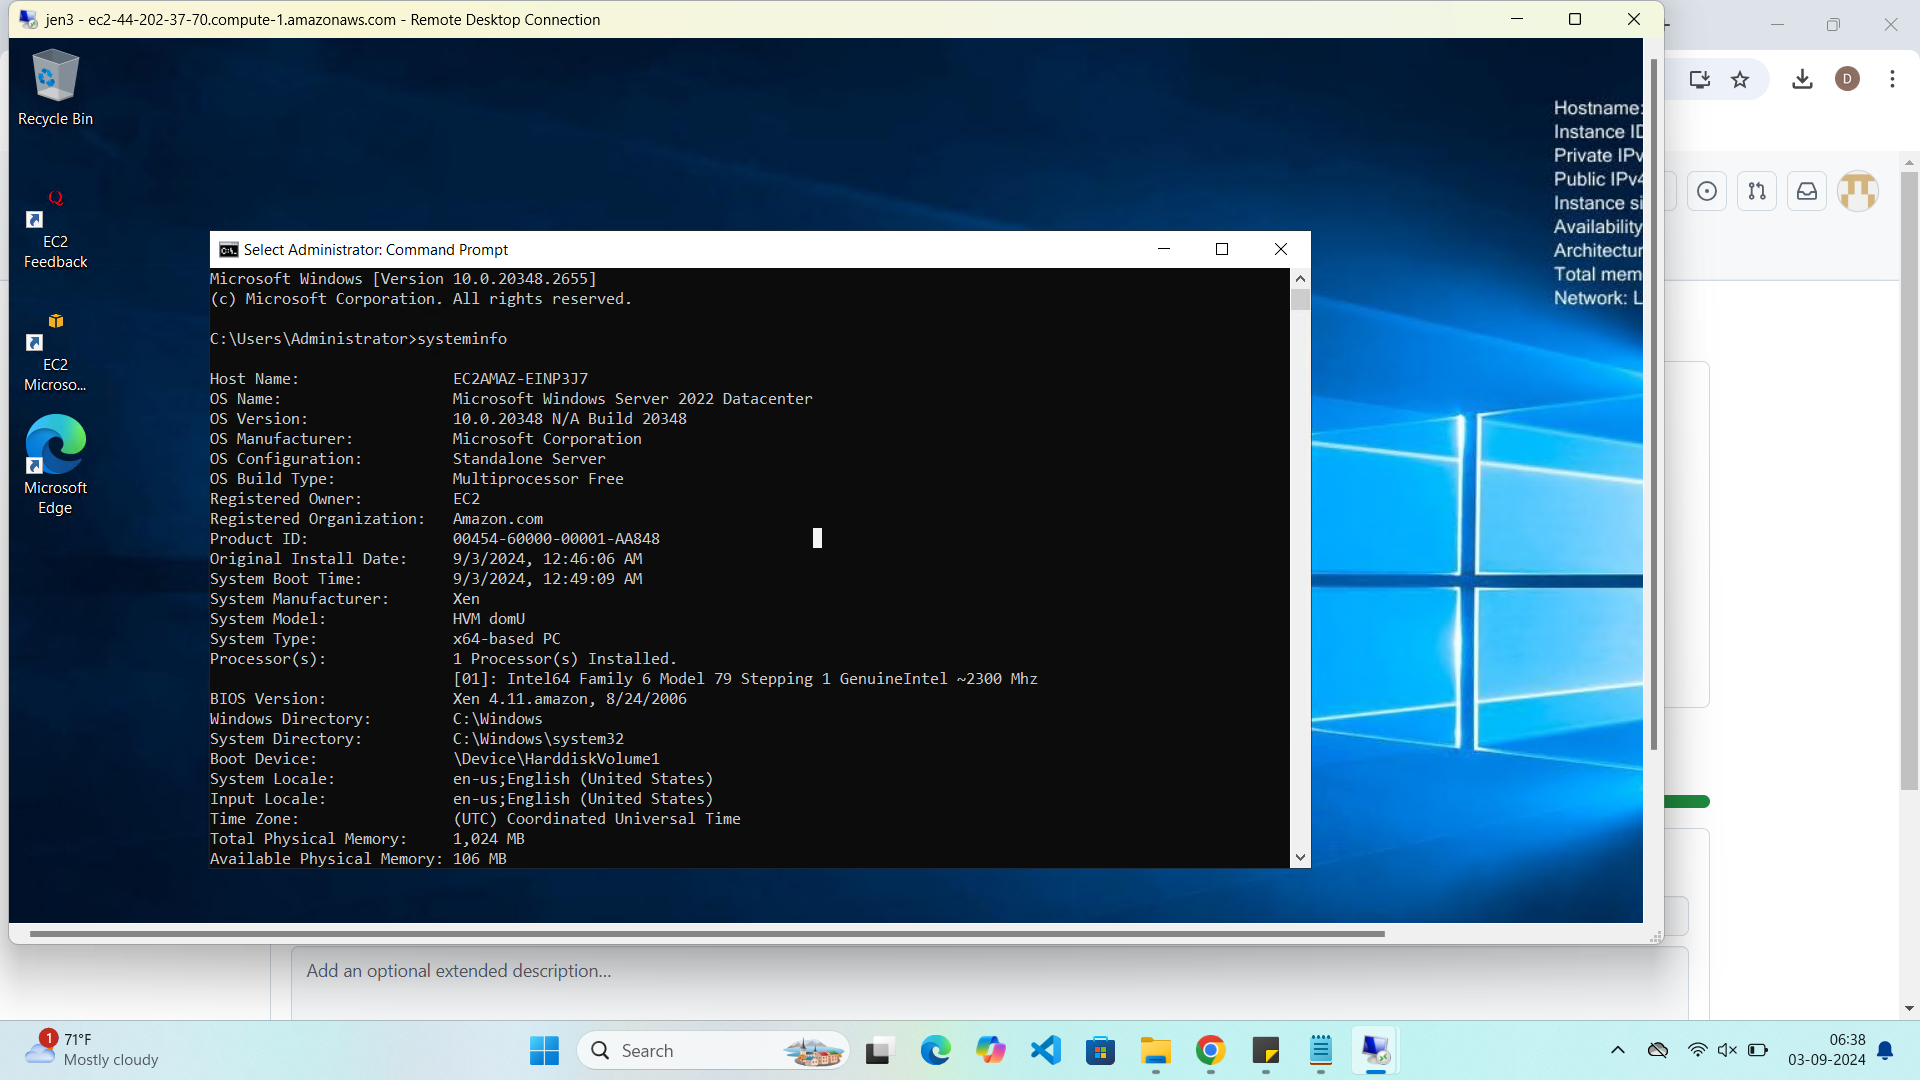 jen3 - ec2-44-202-37-70.compute-1.amazonaws.com - Remote Desktop Connection
D
Recycle Bin
Hostname:
Instance ID
Private IPv
Public IPv4
Instance si
Availability
Architectur
Total mem
Network: L
EC2
Feedback
EC2
Microso...
Microsoft
Edge
Select Administrator: Command Prompt
Microsoft Windows [Version 10.0.20348.2655]
(c) Microsoft Corporation. All rights reserved.
C:\Users\Administrator>systeminfo
Host Name: EC2AMAZ-EINP3J7
OS Name: Microsoft Windows Server 2022 Datacenter
OS Version: 10.0.20348 N/A Build 20348
OS Manufacturer: Microsoft Corporation
OS Configuration: Standalone Server
OS Build Type: Multiprocessor Free
Registered Owner: EC2
Registered Organization: Amazon.com
Product ID: 00454-60000-00001-AA848
Original Install Date: 9/3/2024, 12:46:06 AM
System Boot Time: 9/3/2024, 12:49:09 AM
System Manufacturer: Xen
System Model: HVM domU
System Type: x64-based PC
Processor(s): 1 Processor(s) Installed.
[01]: Intel64 Family 6 Model 79 Stepping 1 GenuineIntel ~2300 Mhz
BIOS Version: Xen 4.11.amazon, 8/24/2006
Windows Directory: C:\Windows
System Directory: C:\Windows\system32
Boot Device: \Device\HarddiskVolume1
System Locale: en-us;English (United States)
Input Locale: en-us;English (United States)
Time Zone: (UTC) Coordinated Universal Time
Total Physical Memory: 1,024 MB
Available Physical Memory: 106 MB
Add an optional extended description...
1
71°F
Mostly cloudy
Search
06:38
03-09-2024